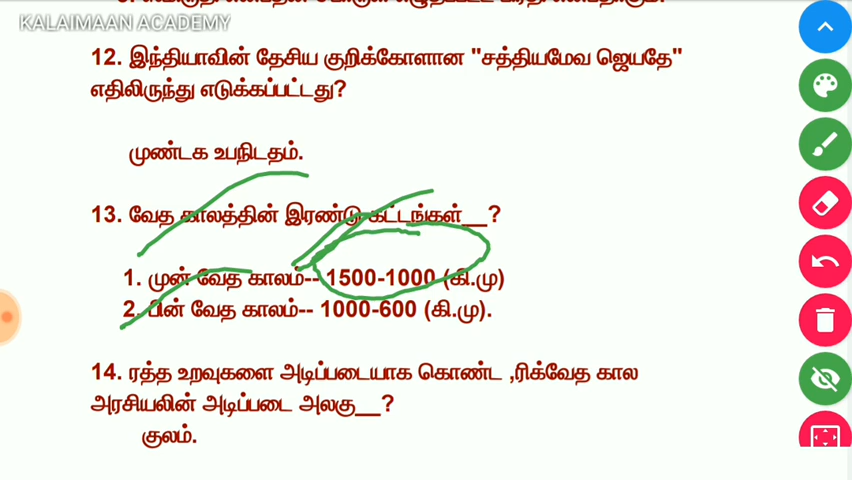 KALAIMAAN ACADEMY
12. இந்தியாவின் தேசிய குறிக்கோளான "சத்தியமேவ ஜெயதே"
எதிலிருந்து எடுக்கப்பட்டது?
முண்டக உபநிடதம்.
13. வேத காலத்தின் இரண்டு கட்டங்கள்__?
1. முன் வேத காலம்-- 1500-1000 (கி.மு)
2. பின் வேத காலம்-- 1000-600 (கி.மு).
14. ரத்த உறவுகளை அடிப்படையாக கொண்ட ,ரிக்வேத கால
அரசியலின் அடிப்படை அலகு__?
குலம்.